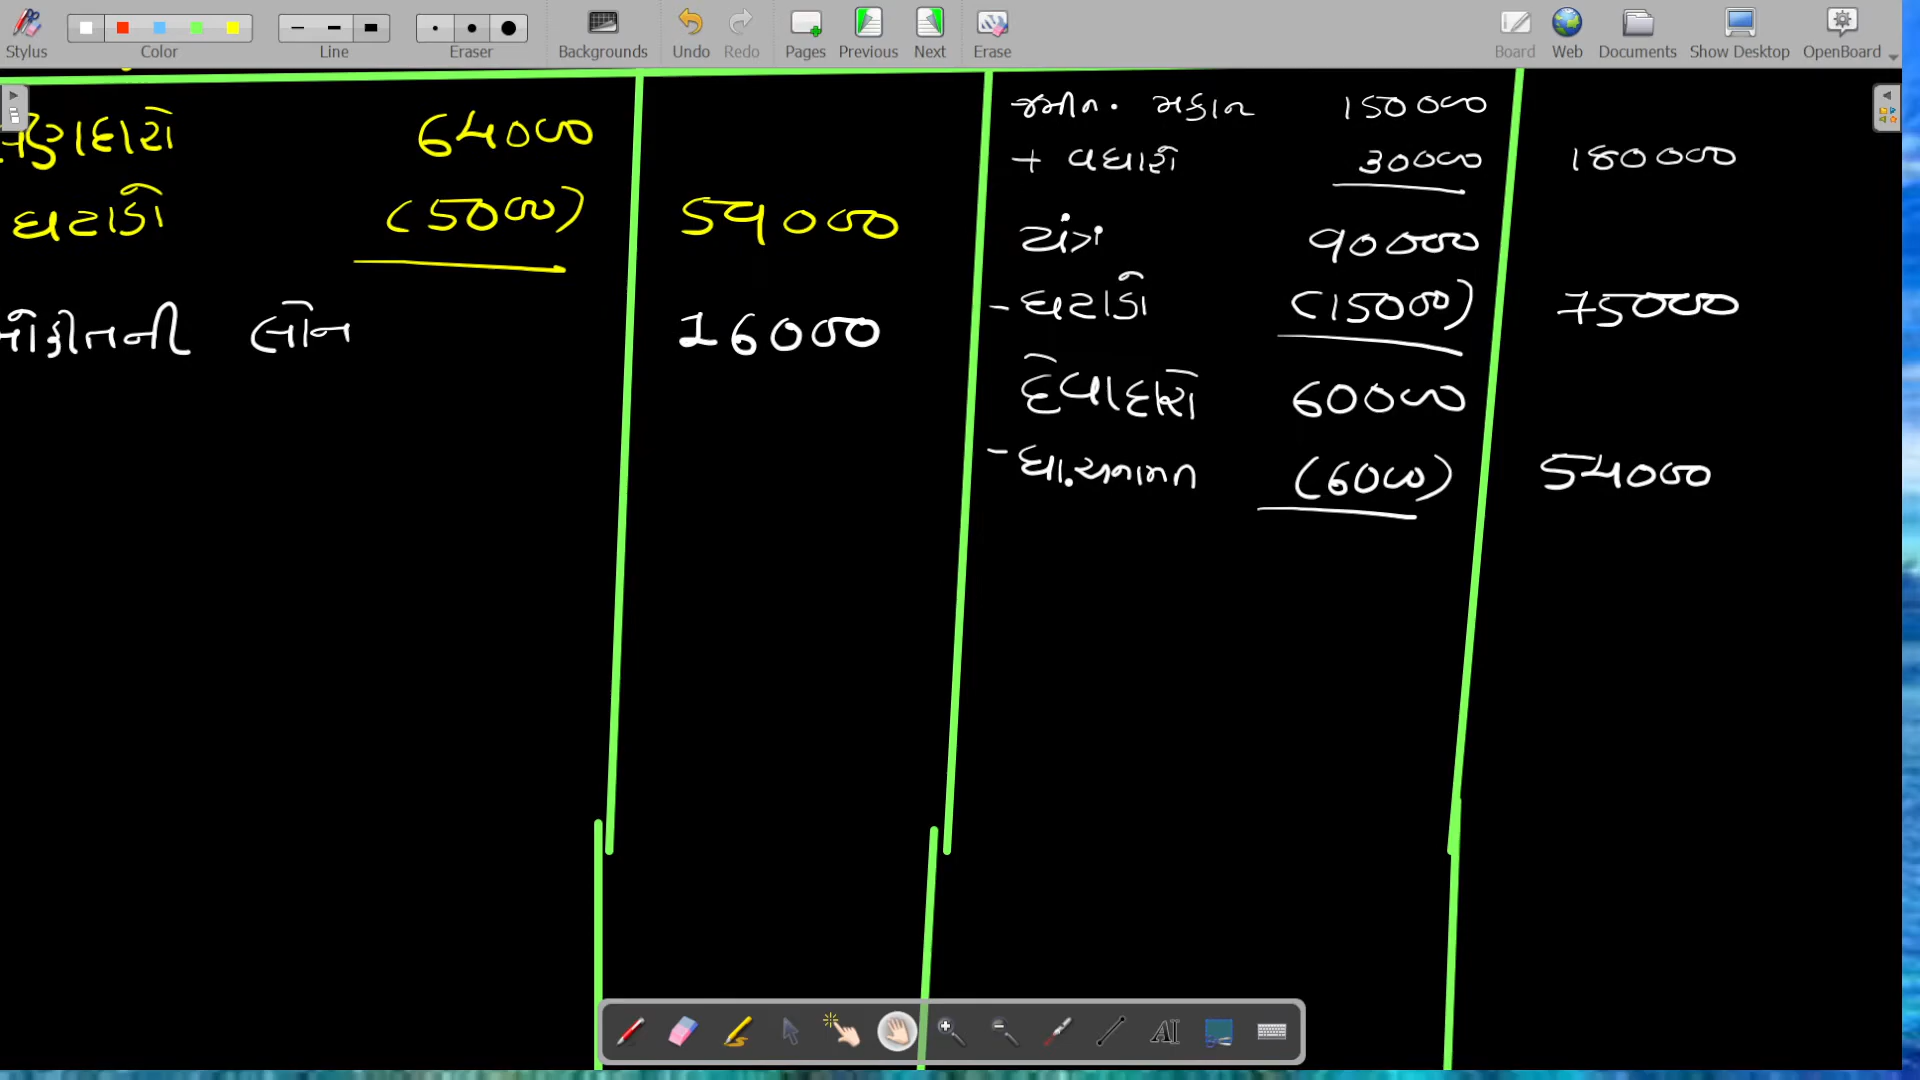 Stylus Color Line Eraser Backgrounds Undo Redo Pages Previous Next Erase Board Web Documents Show Desktop OpenBoard
લેણદારો 64000
ઘટાડો (5000) 59000
મોહીતની લોન 16000
જમીન. મકાન 150000
+ વધારો 30000 180000
યંત્રો 90000
- ઘટાડો (15000) 75000
દેવાદારો 60000
- ઘા.અનામત (6000) 54000